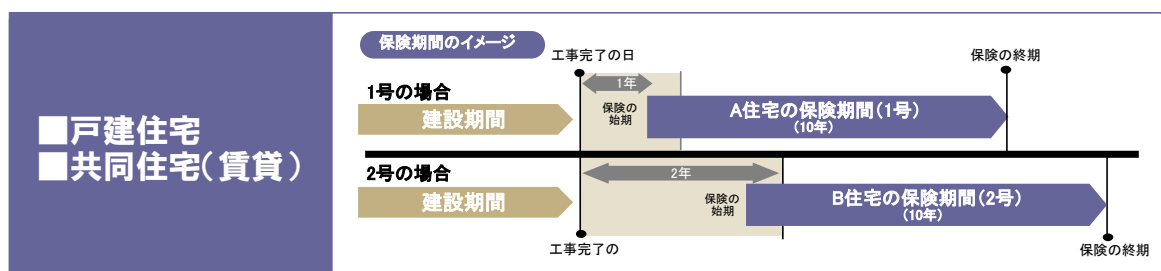 ■戸建住宅
■共同住宅(賃貸)
保険期間のイメージ
工事完了の日
保険の終期
1号の場合
1年
建設期間
保険の
始期
A住宅の保険期間(1号)
(10年)
2号の場合
2年
建設期間
保険の
始期
B住宅の保険期間(2号)
(10年)
工事完了の
保険の終期